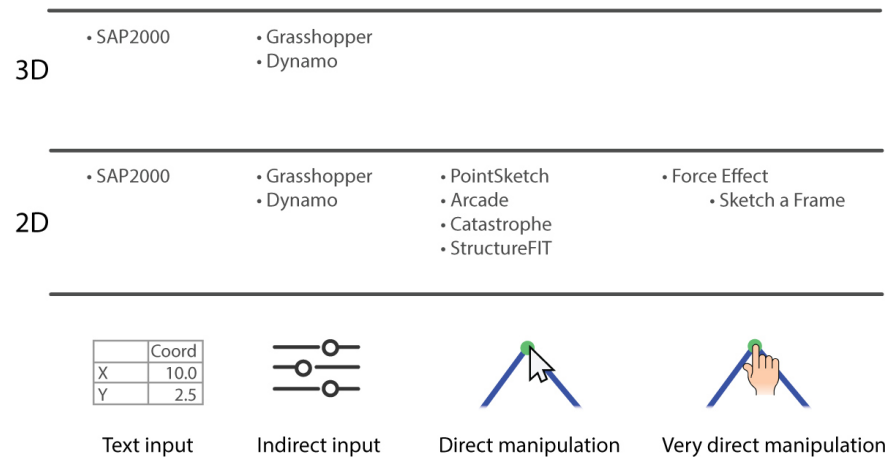 • SAP2000
• Grasshopper
• Dynamo
3D
• SAP2000
• Grasshopper
• Dynamo
• PointSketch
• Arcade
• Catastrophe
• StructureFIT
• Force Effect
• Sketch a Frame
2D
Coord
X 10.0
Y 2.5
Text input
Indirect input
Direct manipulation
Very direct manipulation